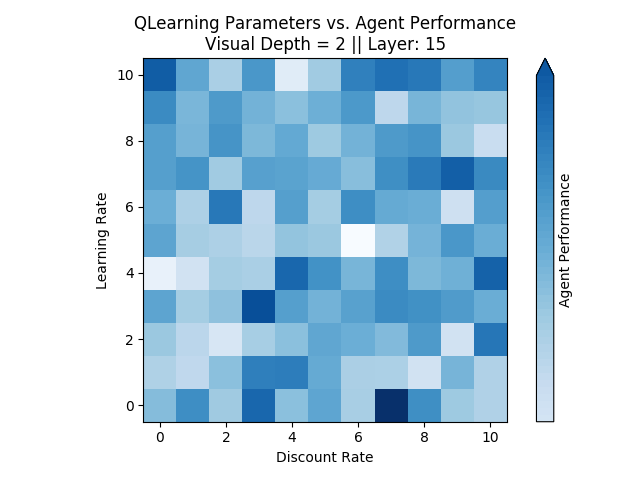 QLearning Parameters vs. Agent Performance
Visual Depth = 2 || Layer: 15
10
8
6
4
2
0
Learning Rate
0 2 4 6 8 10
Discount Rate
Agent Performance